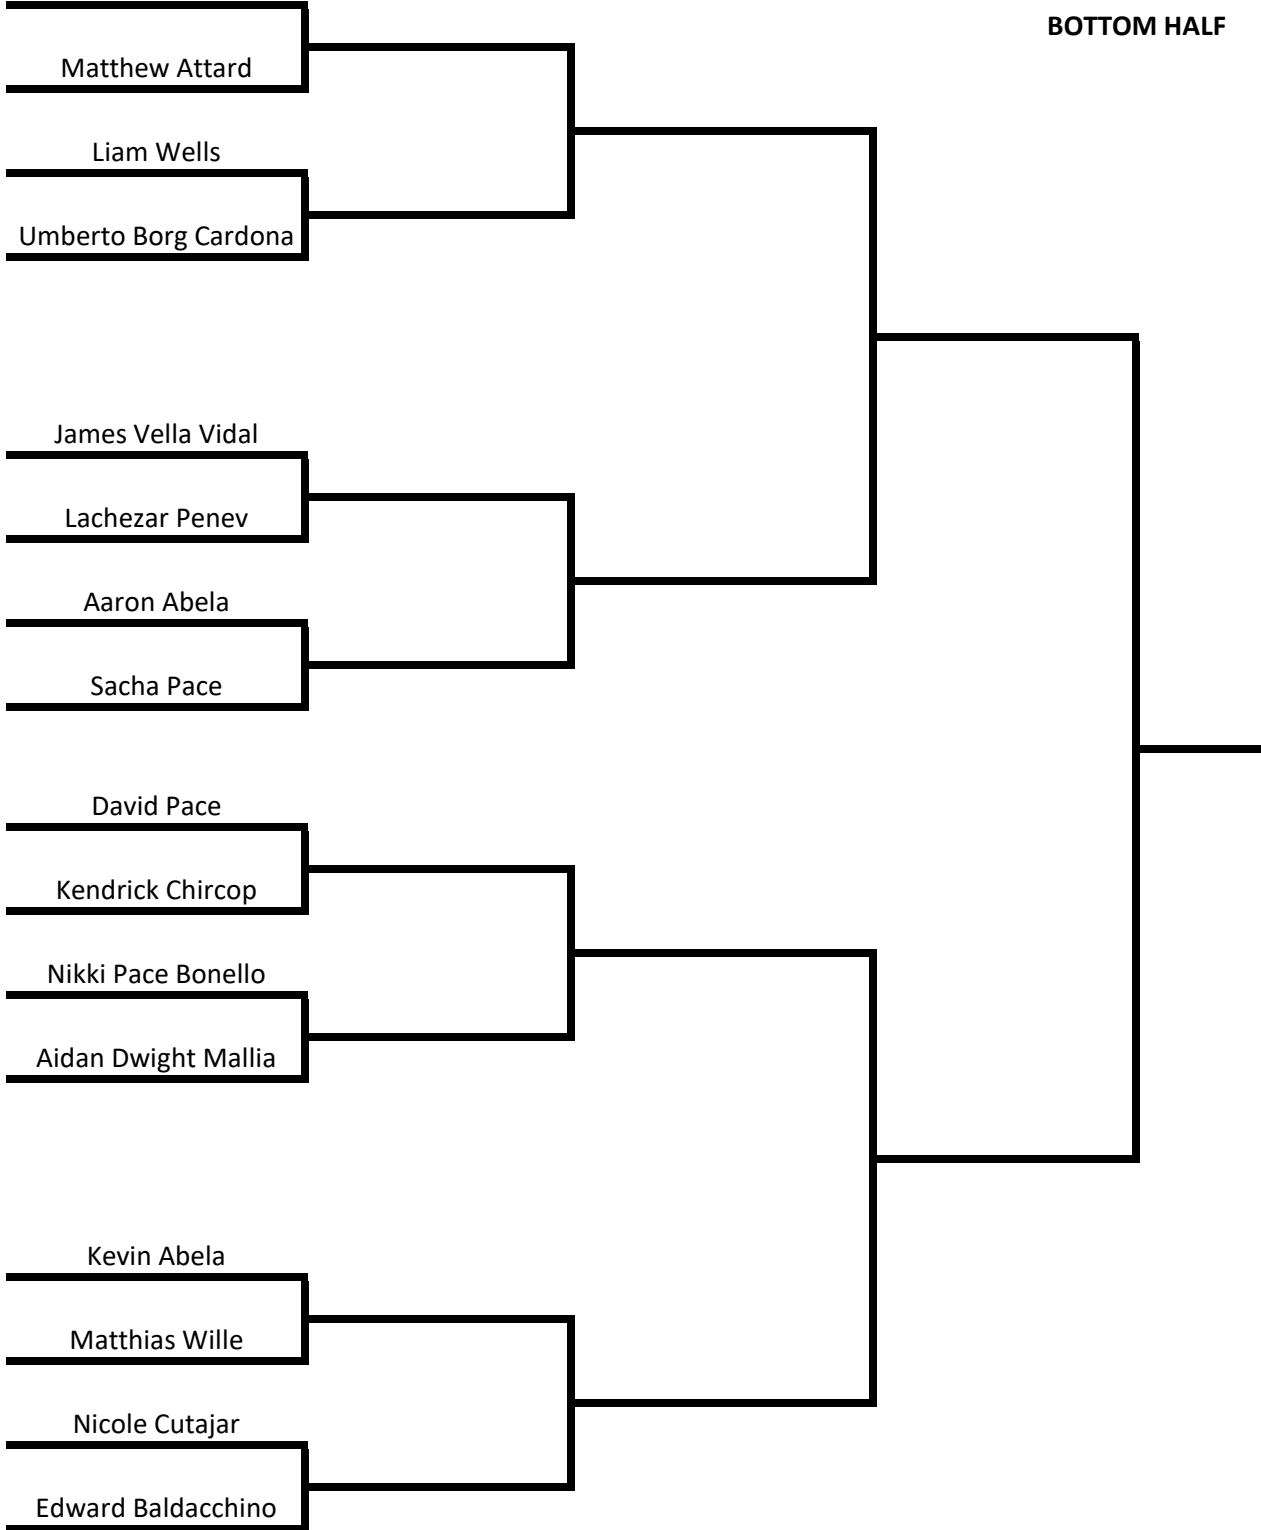 BOTTOM HALF
Matthew Attard
Liam Wells
Umberto Borg Cardona
James Vella Vidal
Lachezar Penev
Aaron Abela
Sacha Pace
David Pace
Kendrick Chircop
Nikki Pace Bonello
Aidan Dwight Mallia
Kevin Abela
Matthias Wille
Nicole Cutajar
Edward Baldacchino